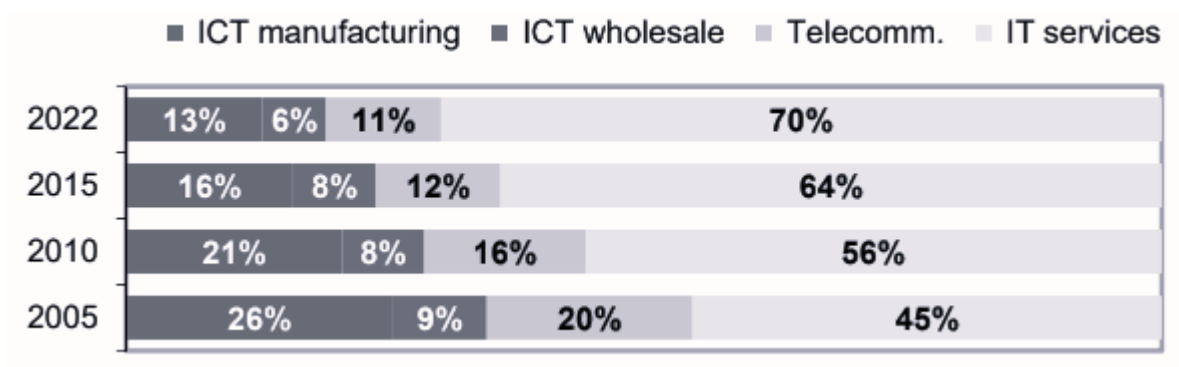 ICT manufacturing ICT wholesale Telecomm. IT services
2022 13% 6% 11% 70%
2015 16% 8% 12% 64%
2010 21% 8% 16% 56%
2005 26% 9% 20% 45%